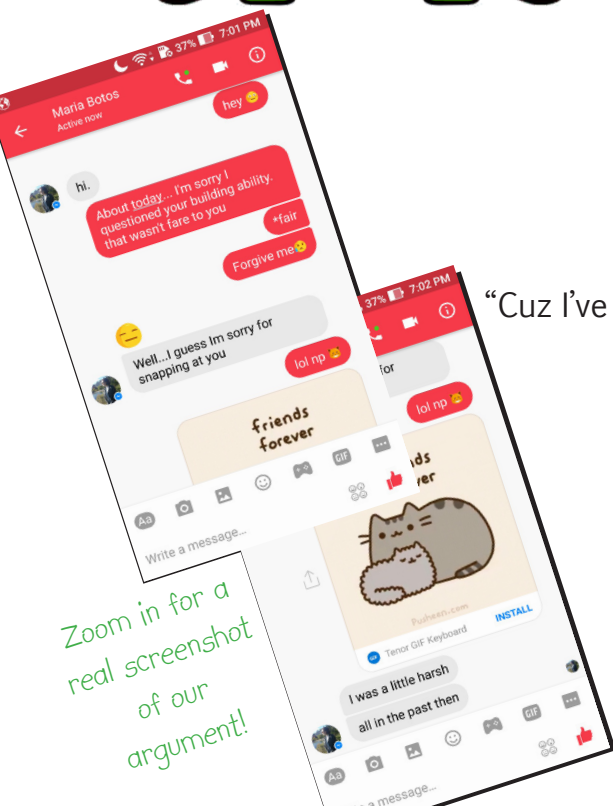 37% 7:01 PM
Maria Botos
Active now
hey 😊
hi.
About today... I'm sorry I
questioned your building ability.
that wasn't fare to you
*fair
Forgive me😢
😑
Well...I guess Im sorry for
snapping at you
lol np
friends
forever
GIF
Aa
Write a message...
37% 7:02 PM
for
lol np
ds
ver
Pusheen.com
GIF
Tenor GIF Keyboard
INSTALL
I was a little harsh
all in the past then
GIF
Aa
a message...
“Cuz I’ve
Zoom in for a
real screenshot
of our
argument!